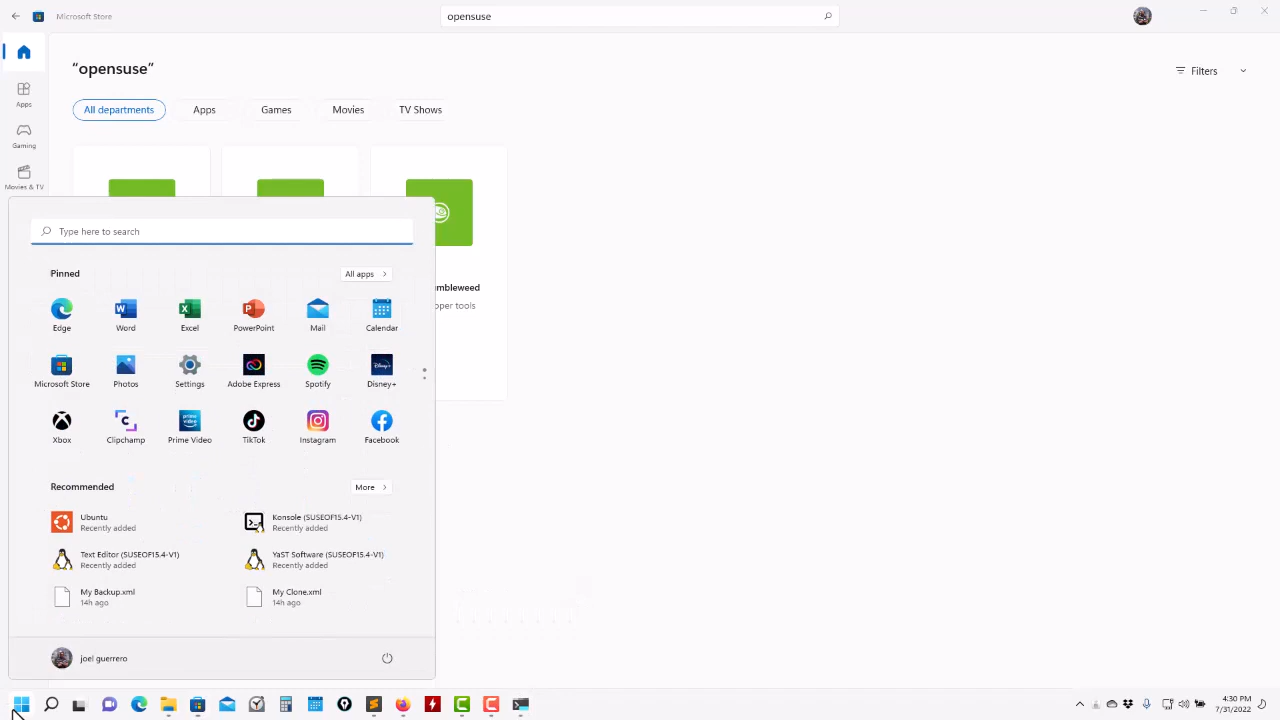 Microsoft Store
opensuse
Apps
Gaming
Movies & TV
"opensuse"
Filters
All departments
Apps
Games
Movies
TV Shows
mbleweed
oper tools
Type here to search
Pinned
All apps
Edge
Word
Excel
PowerPoint
Mail
Calendar
Microsoft Store
Photos
Settings
Adobe Express
Spotify
Disney+
Xbox
Clipchamp
Prime Video
TikTok
Instagram
Facebook
Recommended
More
Ubuntu
Recently added
Konsole (SUSEOF15.4-V1)
Recently added
Text Editor (SUSEOF15.4-V1)
Recently added
YaST Software (SUSEOF15.4-V1)
Recently added
My Backup.xml
14h ago
My Clone.xml
14h ago
joel guerrero
4:30 PM
7/31/2022